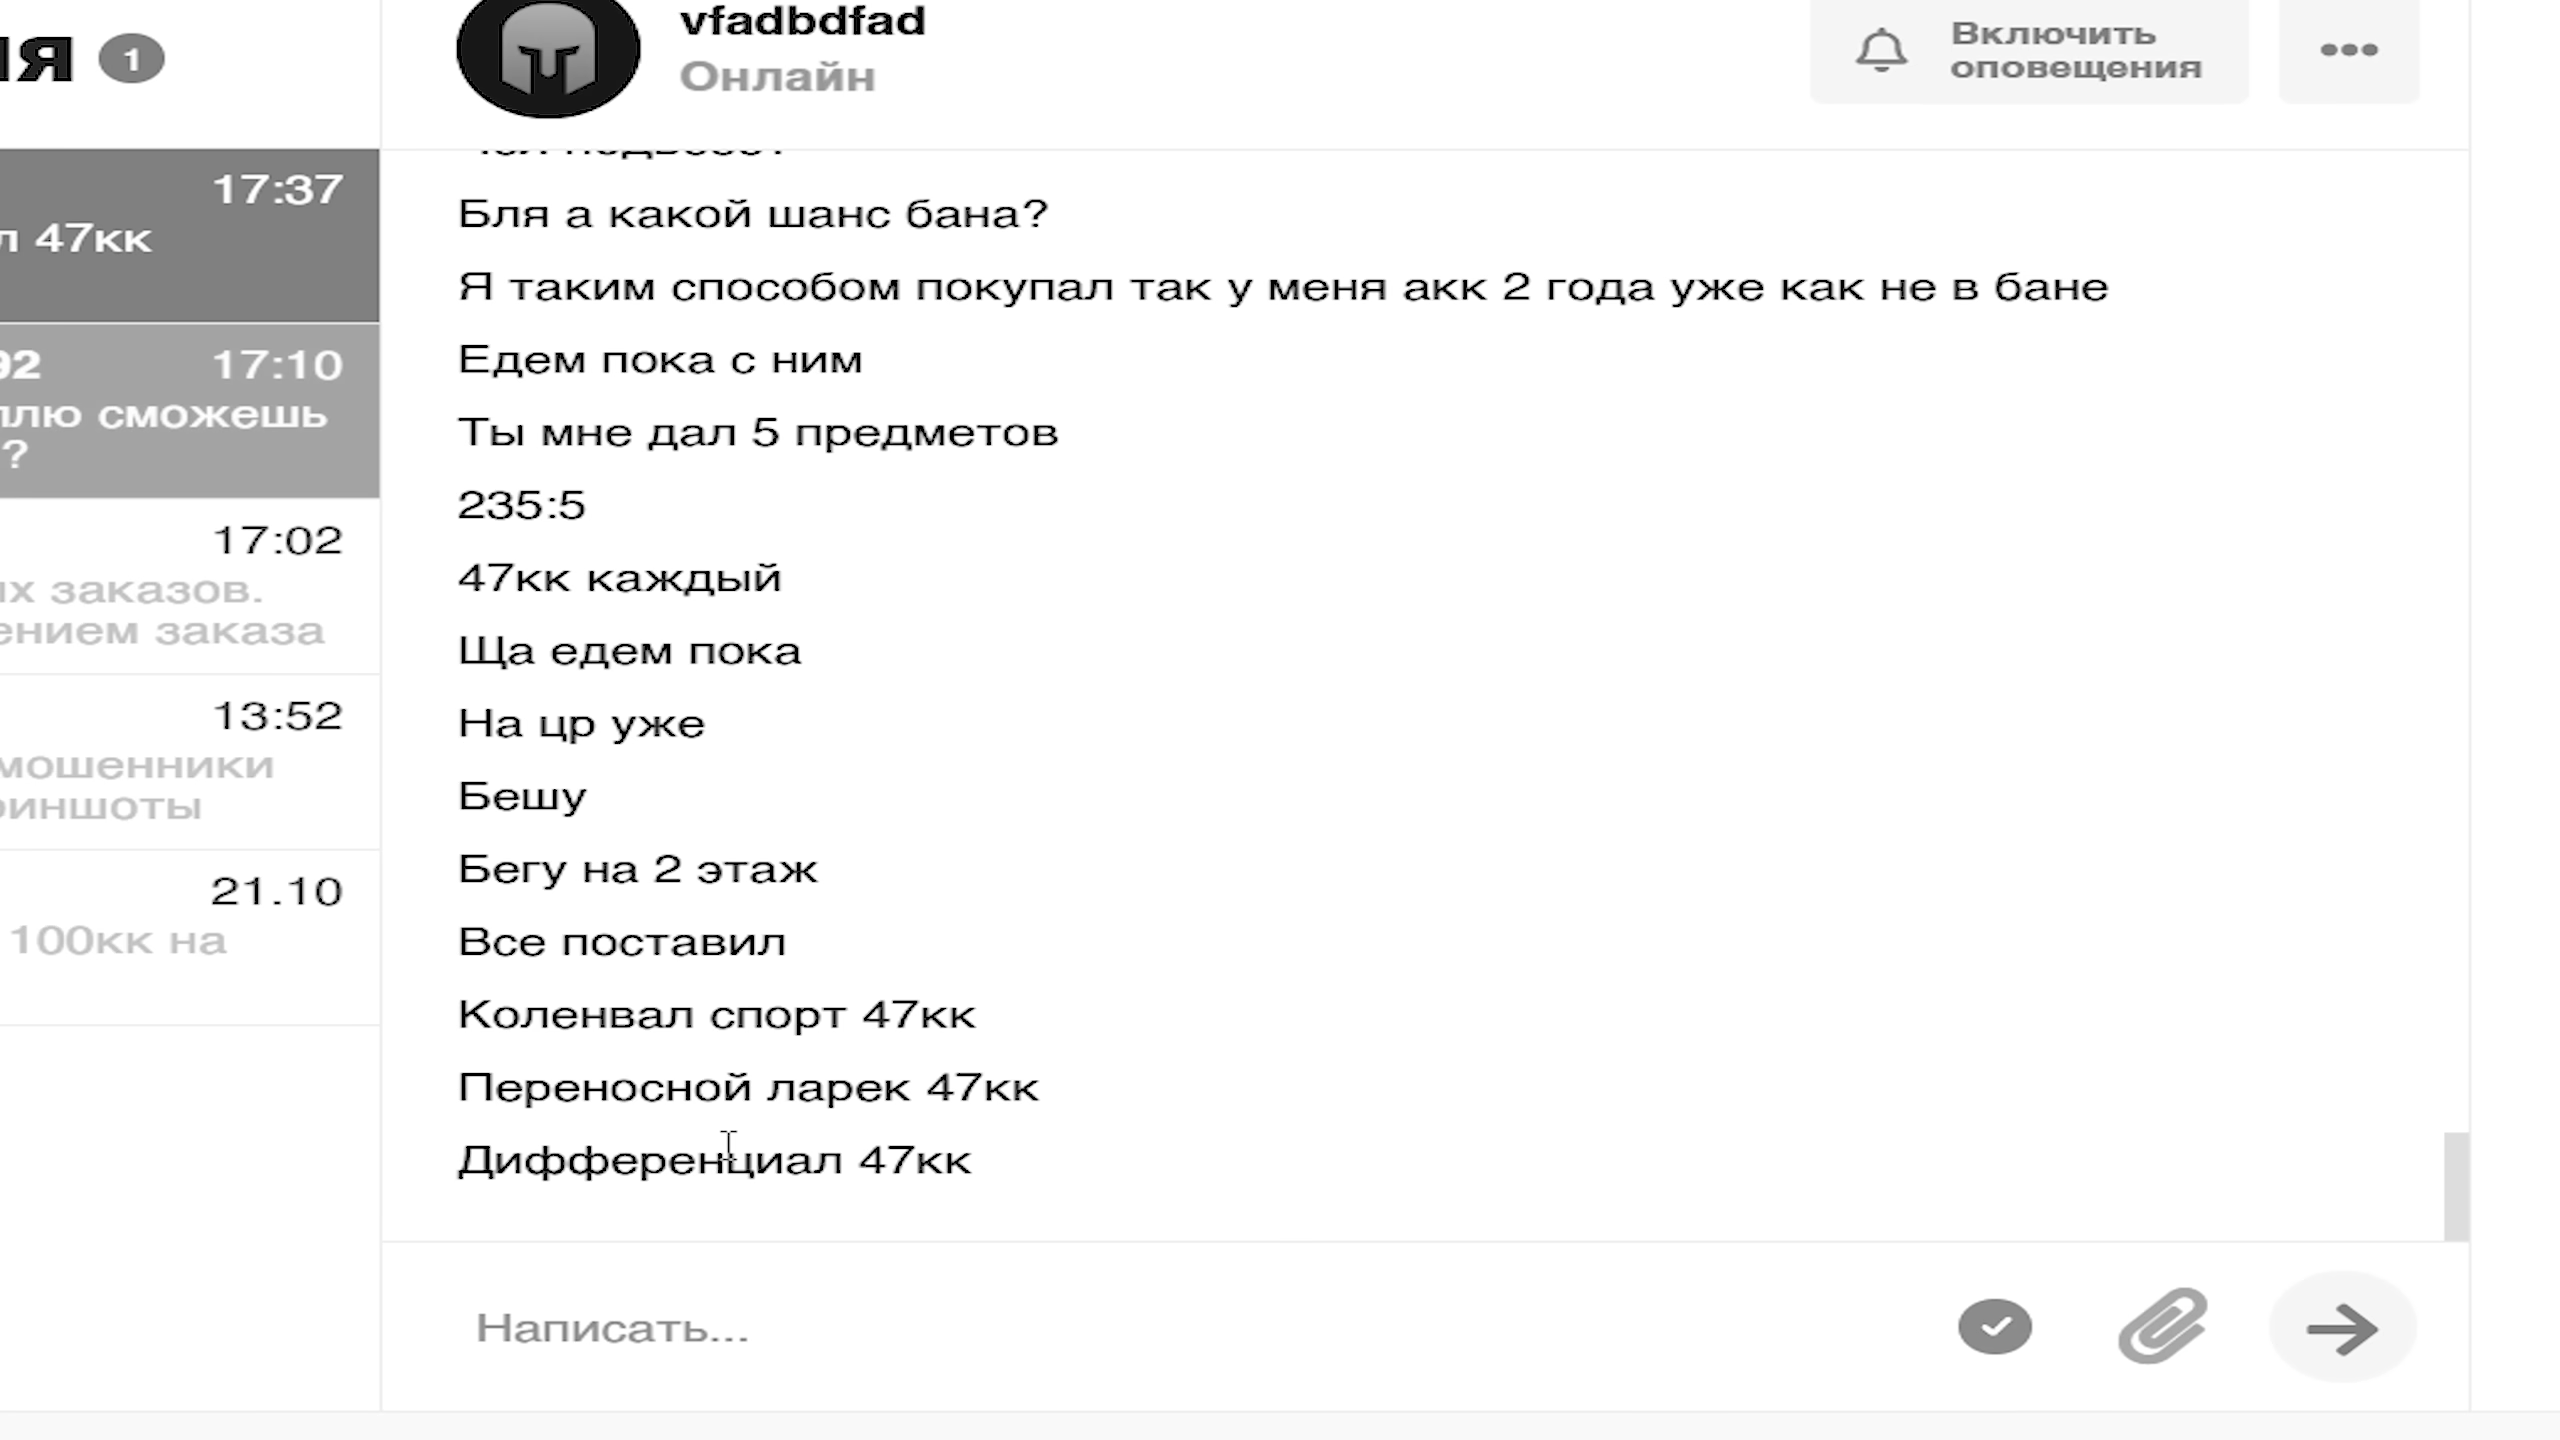 1
vfadbdfad
Онлайн
Включить
оповещения
17:37
47кк
92 17:10
сможешь
?
17:02
заказов.
заказа
13:52
мошенники
21.10
100кк на
Бля а какой шанс бана?
Я таким способом покупал так у меня акк 2 года уже как не в бане
Едем пока с ним
Ты мне дал 5 предметов
235:5
47кк каждый
Ща едем пока
На цр уже
Бешу
Бегу на 2 этаж
Все поставил
Коленвал спорт 47кк
Переносной ларек 47кк
Дифференциал 47кк
Написать...